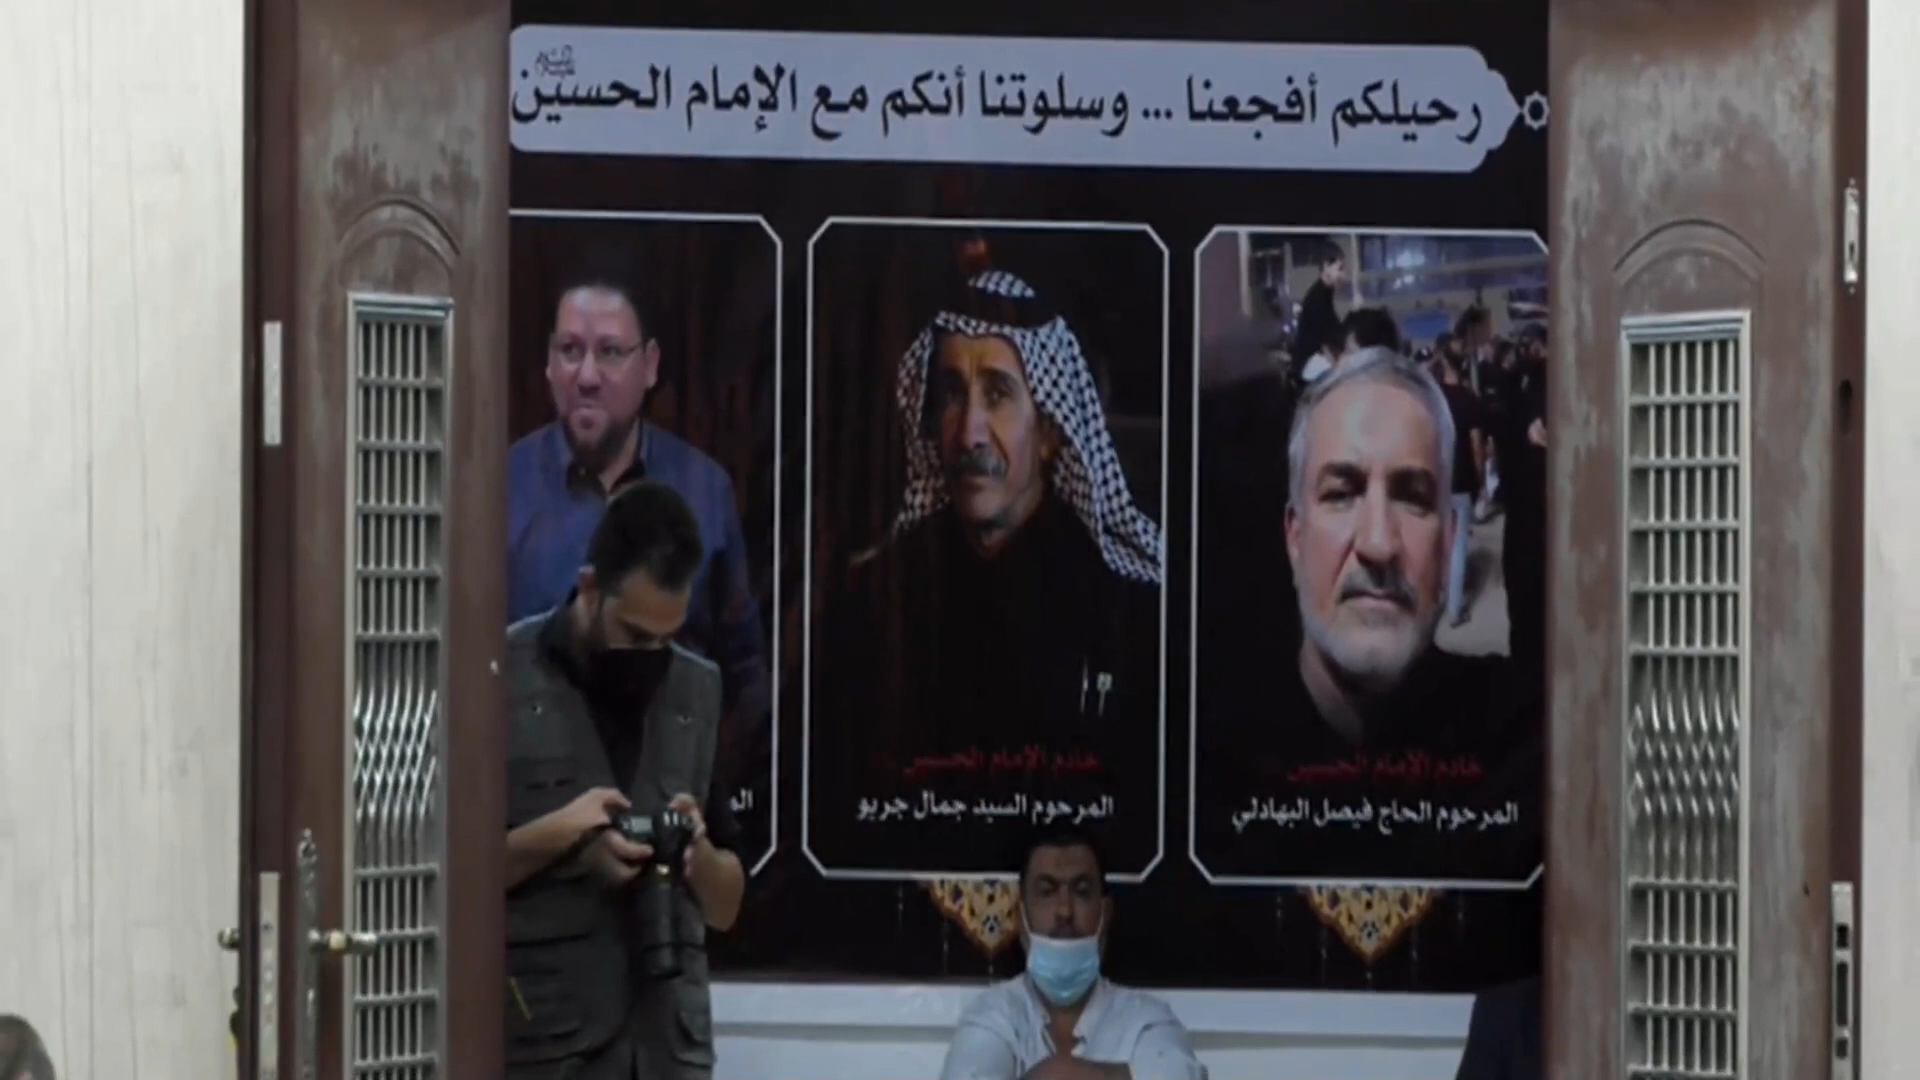 رحيلكم أفجعنا ... وسلوتنا أنكم مع الإمام الحسين
خادم الإمام الحسين
المرحوم الحاج فيصل البهادلي
خادم الإمام الحسين
المرحوم السيد جمال جريو